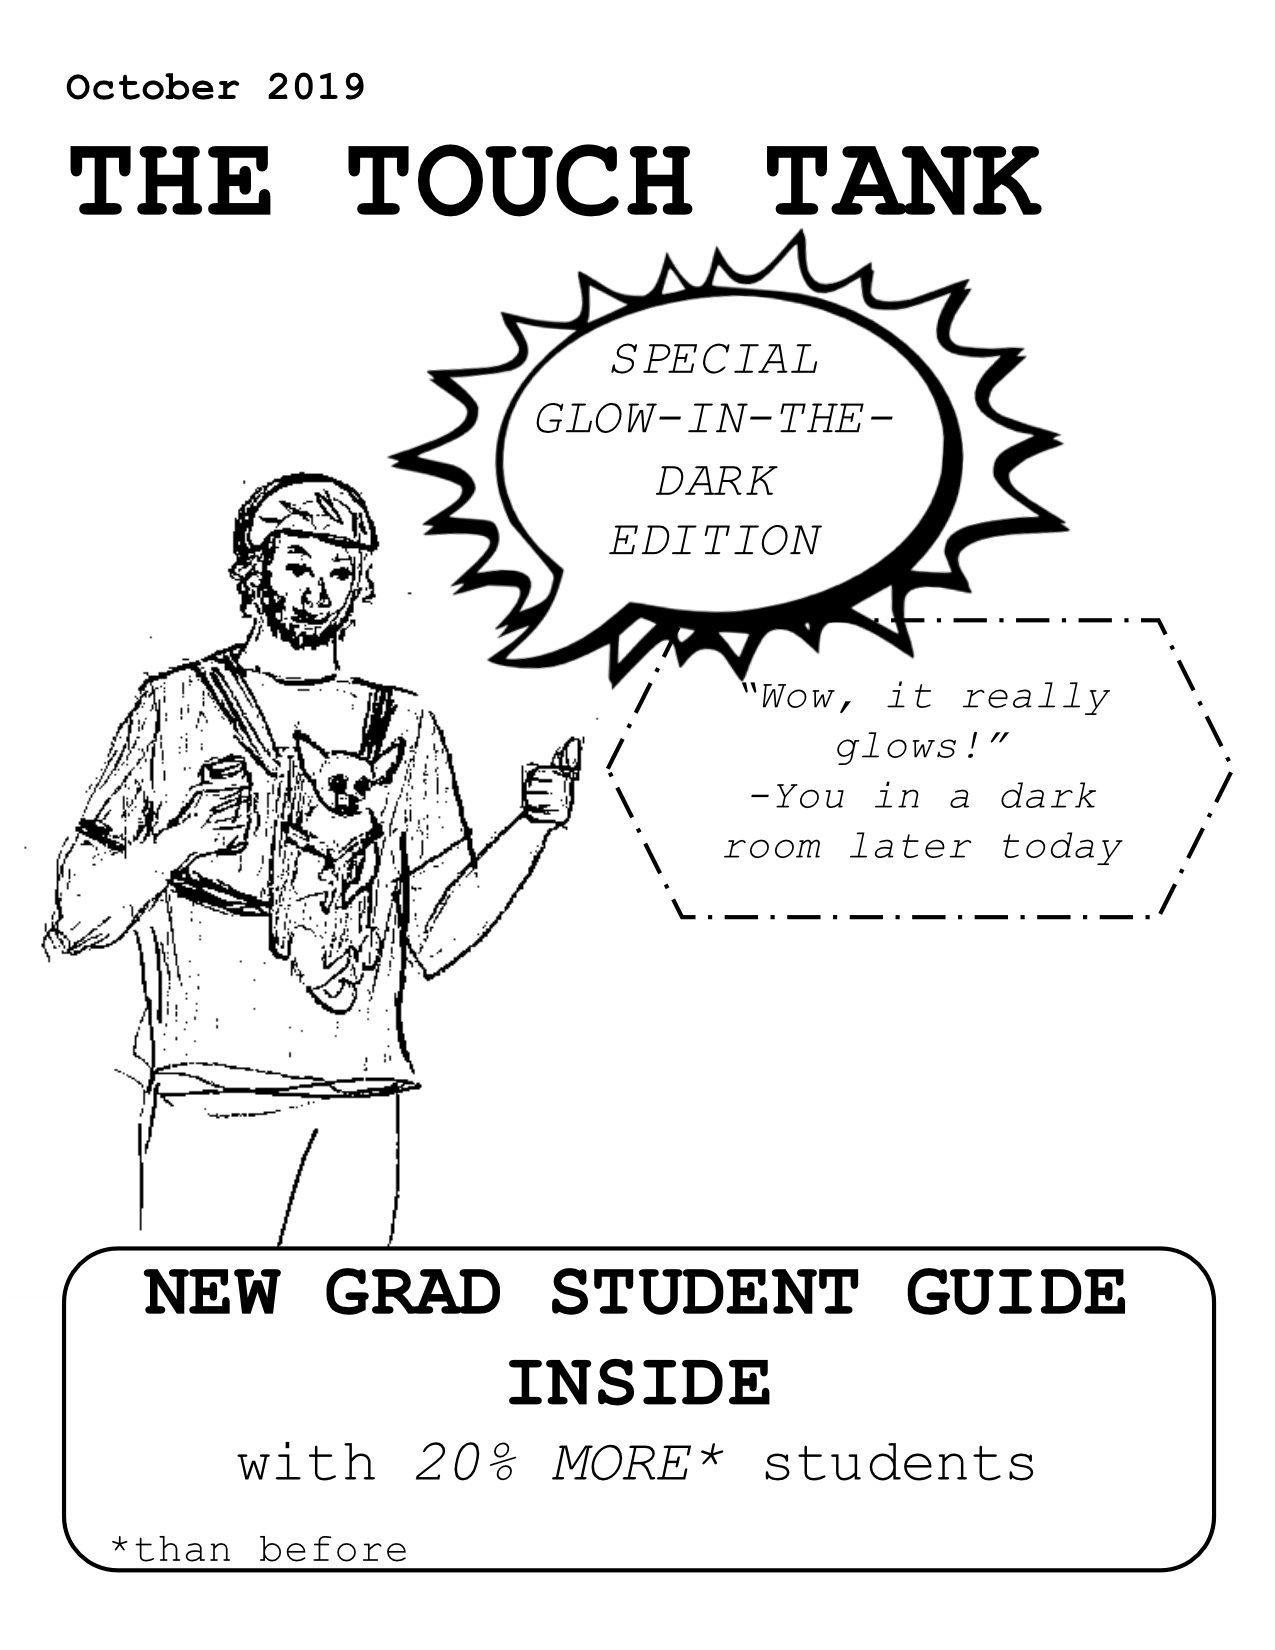 October 2019
THE TOUCH TANK
SPECIAL
GLOW-IN-THE-
DARK
EDITION
“Wow, it really
glows!”
-You in a dark
room later today
NEW GRAD STUDENT GUIDE
INSIDE
with 20% MORE* students
*than before